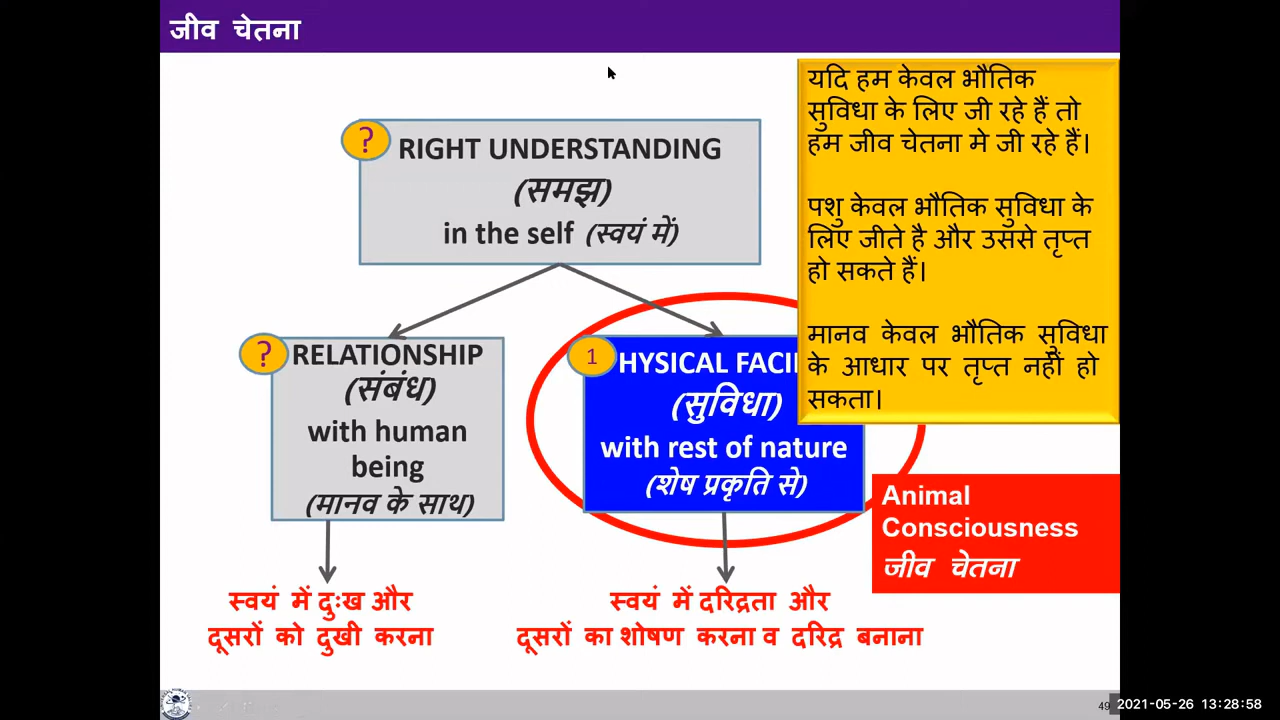 जीव चेतना
?
RIGHT UNDERSTANDING
(समझ)
in the self (स्वयं में)
?
RELATIONSHIP
(संबंध)
with human
being
(मानव के साथ)
1
HYSICAL FACI
(सुविधा)
with rest of nature
(शेष प्रकृति से)
यदि हम केवल भौतिक
सुविधा के लिए जी रहे हैं तो
हम जीव चेतना मे जी रहे हैं।
पशु केवल भौतिक सुविधा के
लिए जीते है और उससे तृप्त
हो सकते हैं।
मानव केवल भौतिक सुविधा
के आधार पर तृप्त नहीं हो
सकता।
Animal
Consciousness
जीव चेतना
स्वयं में दुःख और
दूसरों को दुखी करना
स्वयं में दरिद्रता और
दूसरों का शोषण करना व दरिद्र बनाना
49
2021-05-26 13:28:58